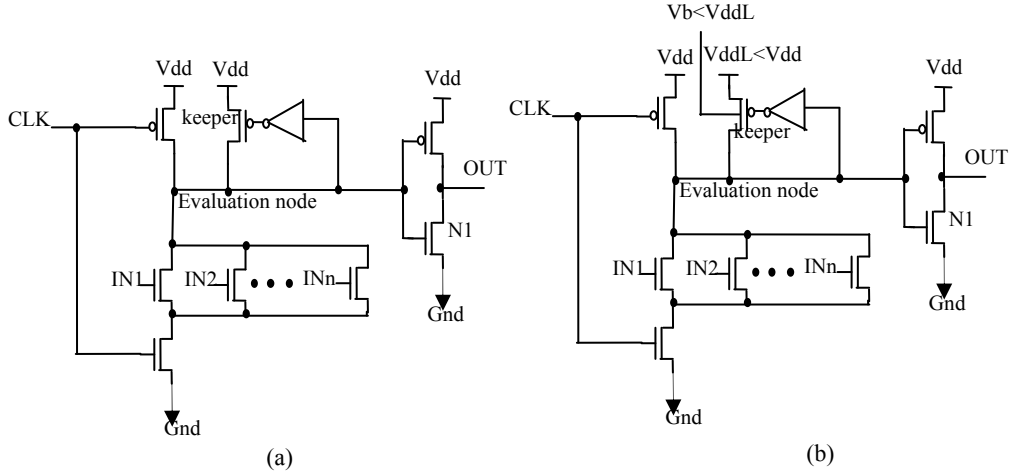 Vdd
Vdd
Vdd
CLK
keeper
OUT
Evaluation node
N1
IN1
IN2
INn
Gnd
Gnd
(a)
Vb<VddL
Vdd
VddL<Vdd
Vdd
CLK
keeper
OUT
Evaluation node
N1
IN1
IN2
INn
Gnd
Gnd
(b)